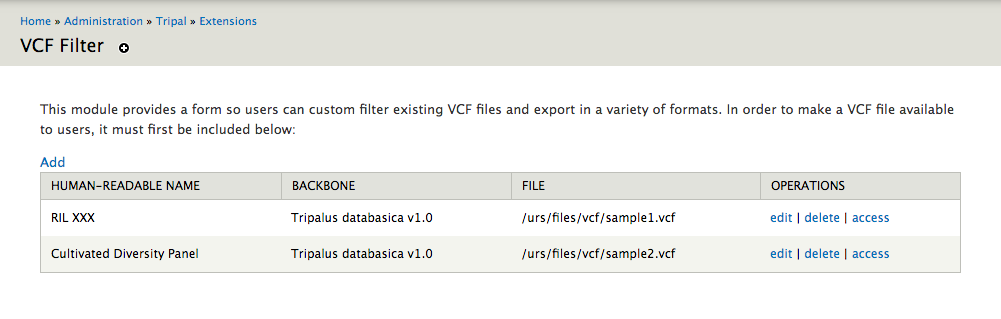 Home » Administration » Tripal » Extensions
VCF Filter
This module provides a form so users can custom filter existing VCF files and export in a variety of formats. In order to make a VCF file available
to users, it must first be included below:
Add
HUMAN-READABLE NAME BACKBONE FILE OPERATIONS
RIL XXX Tripalus databasica v1.0 /urs/files/vcf/sample1.vcf edit | delete | access
Cultivated Diversity Panel Tripalus databasica v1.0 /urs/files/vcf/sample2.vcf edit | delete | access